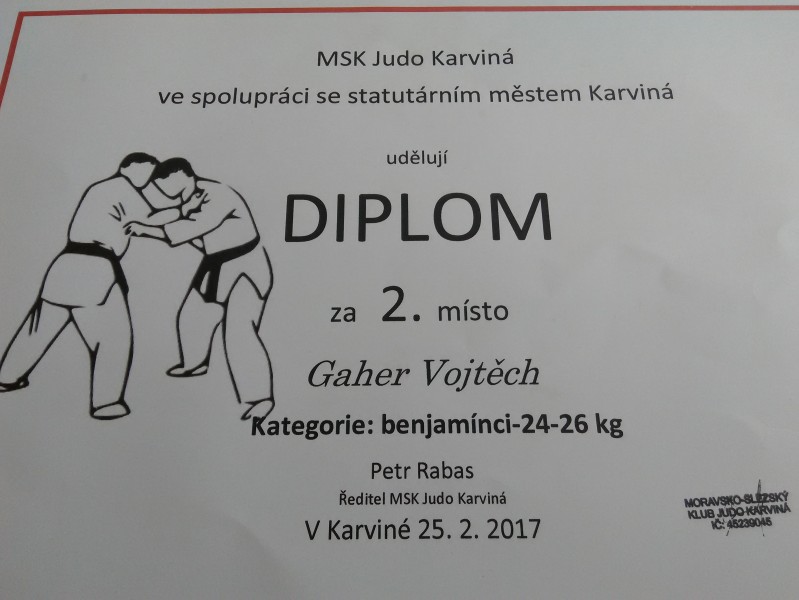 MSK Judo Karviná
ve spolupráci se statutárním městem Karviná
udělují
DIPLOM
za 2. místo
Gaher Vojtěch
Kategorie: benjamínci-24-26 kg
Petr Rabas
Ředitel MSK Judo Karviná
V Karviné 25. 2. 2017
MORAVSKO-SLEZSKÝ
KLUB JUDO KARVINÁ
IČ: 45239045